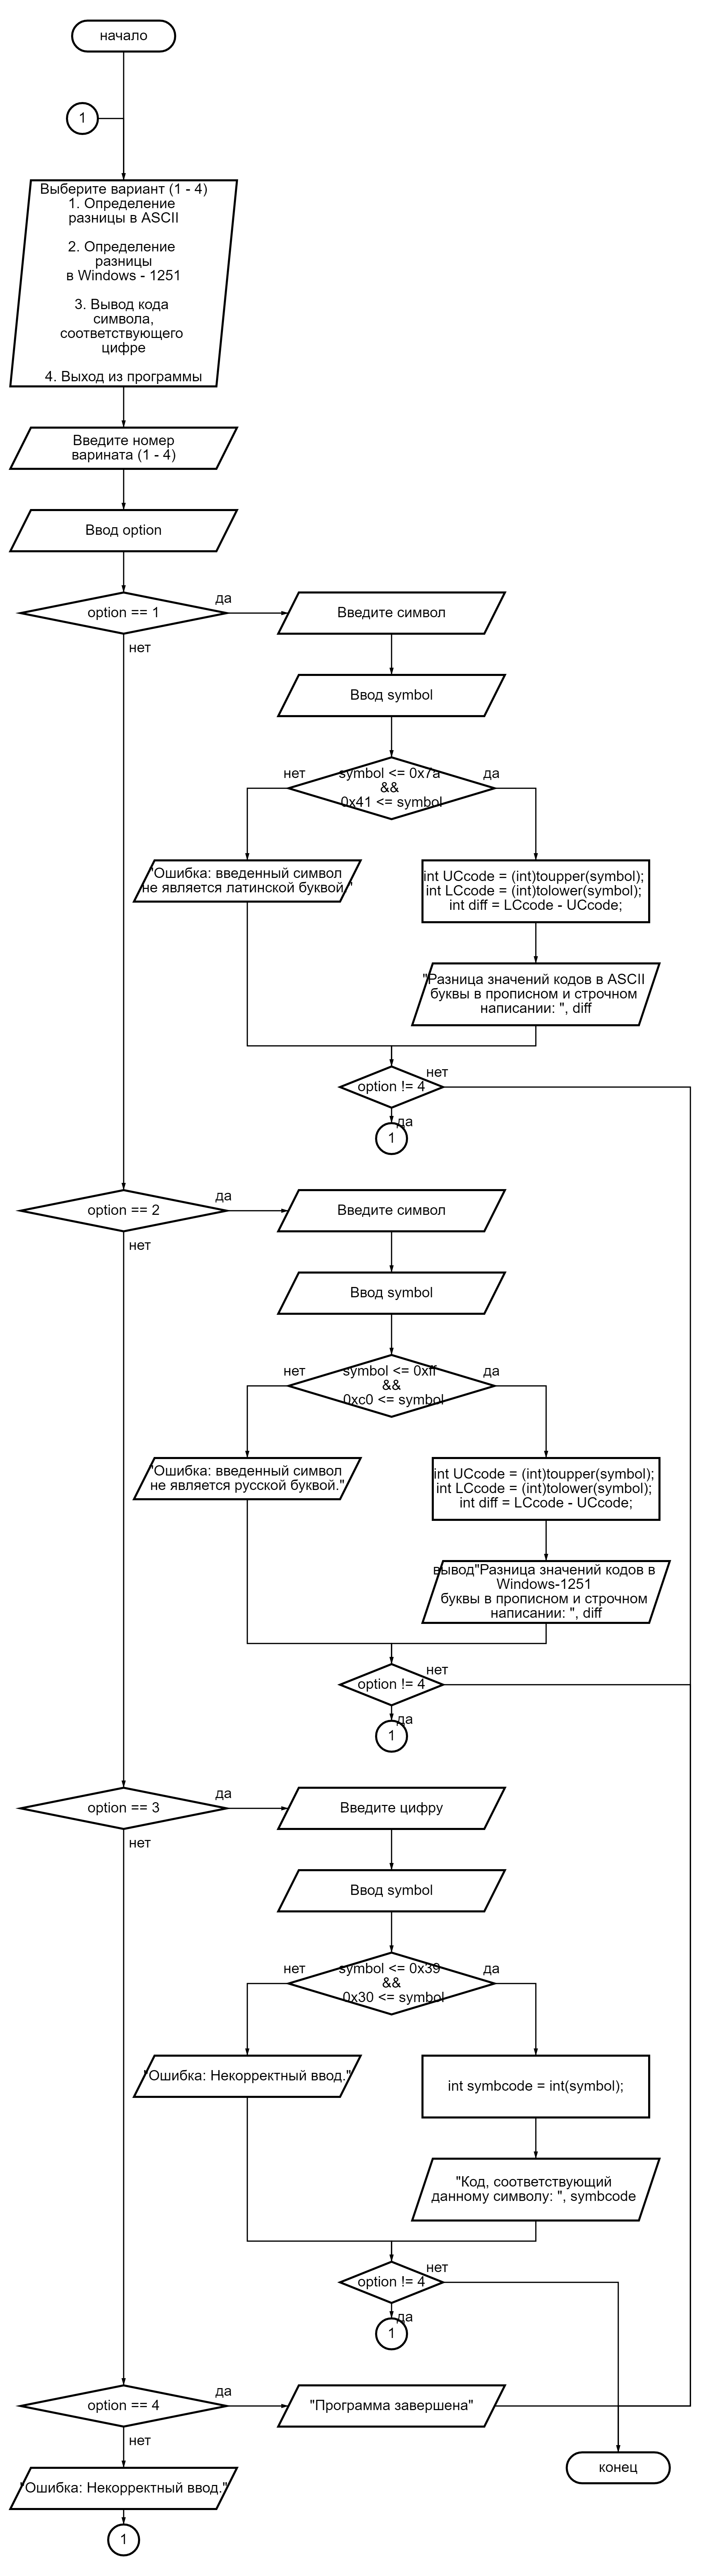 начало
1
Выберите вариант (1 - 4)
1. Определение
разницы в ASCII
2. Определение
разницы
в Windows - 1251
3. Вывод кода
символа,
соответствующего
цифре
4. Выход из программы
Введите номер
варината (1 - 4)
Ввод option
option == 1
да
нет
Введите символ
Ввод symbol
symbol <= 0x7a
&&
0x41 <= symbol
нет
да
"Ошибка: введенный символ
не является латинской буквой."
int UCcode = (int)toupper(symbol);
int LCcode = (int)tolower(symbol);
int diff = LCcode - UCcode;
"Разница значений кодов в ASCII
буквы в прописном и строчном
написании: ", diff
option != 4
нет
да
1
option == 2
да
нет
Введите символ
Ввод symbol
symbol <= 0xff
&&
0xc0 <= symbol
нет
да
"Ошибка: введенный символ
не является русской буквой."
int UCcode = (int)toupper(symbol);
int LCcode = (int)tolower(symbol);
int diff = LCcode - UCcode;
вывод"Разница значений кодов в
Windows-1251
буквы в прописном и строчном
написании: ", diff
option != 4
нет
да
1
option == 3
да
нет
Введите цифру
Ввод symbol
symbol <= 0x39
&&
0x30 <= symbol
нет
да
"Ошибка: Некорректный ввод."
int symbcode = int(symbol);
"Код, соответствующий
данному символу: ", symbcode
option != 4
нет
да
1
option == 4
да
нет
"Программа завершена"
конец
"Ошибка: Некорректный ввод."
1